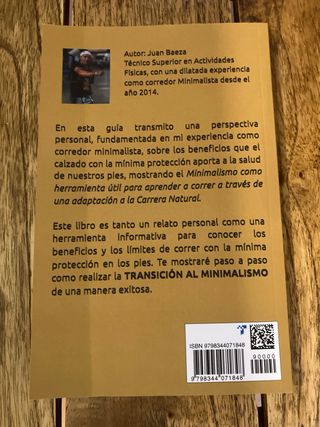 Autor: Juan Baeza
Técnico Superior en Actividades
Físicas, con una dilatada experiencia
como corredor Minimalista desde el
año 2014.
En esta guía transmito una perspectiva
personal, fundamentada en mi experiencia como
corredor minimalista, sobre los beneficios que el
calzado con la mínima protección aporta a la salud
de nuestros pies, mostrando el Minimalismo como
herramienta útil para aprender a correr a través de
una adaptación a la Carrera Natural.
Este libro es tanto un relato personal como una
herramienta informativa para conocer los
beneficios y los límites de correr con la mínima
protección en los pies. Te mostraré paso a paso
como realizar la TRANSICIÓN AL MINIMALISMO
de una manera exitosa.
ISBN 9798344071848
90000
9 798344 071848